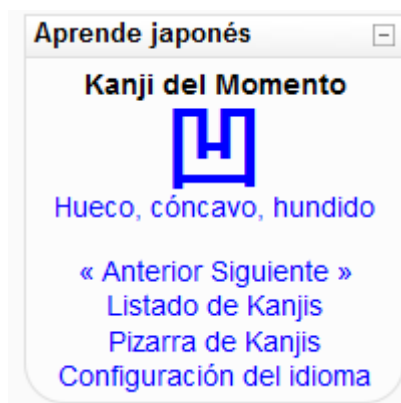 Aprende japonés
Kanji del Momento
凹
Hueco, cóncavo, hundido
« Anterior Siguiente »
Listado de Kanjis
Pizarra de Kanjis
Configuración del idioma